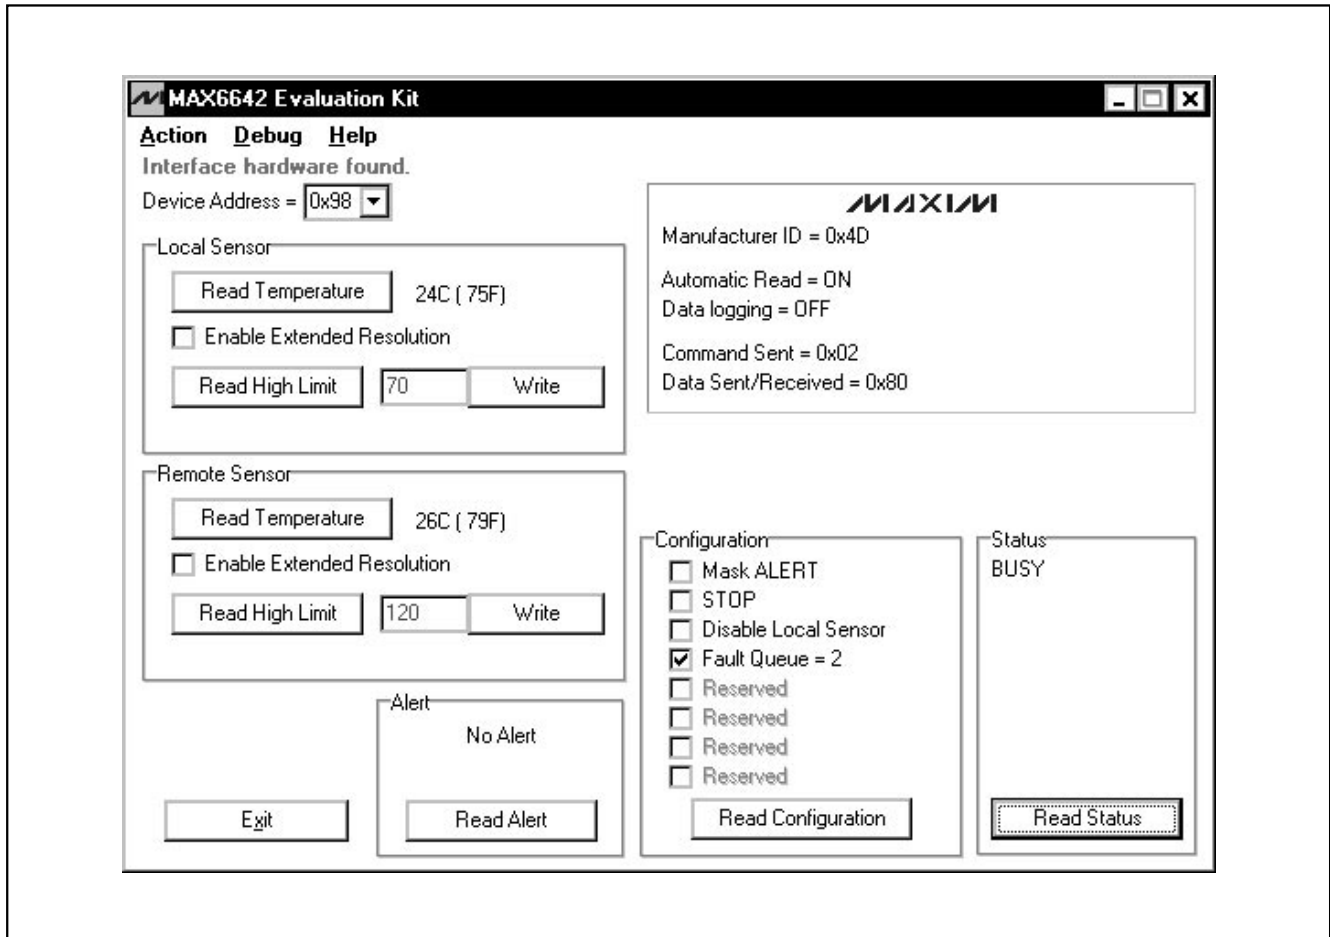 MAX6642 Evaluation Kit
Action Debug Help
Interface hardware found.
Device Address = 0x98
MAXIM
Manufacturer ID = 0x4D
Automatic Read = ON
Data logging = OFF
Command Sent = 0x02
Data Sent/Received = 0x80
Local Sensor
Read Temperature 24C ( 75F)
Enable Extended Resolution
Read High Limit 70 Write
Remote Sensor
Read Temperature 26C ( 79F)
Enable Extended Resolution
Read High Limit 120 Write
Alert
No Alert
Read Alert
Exit
Configuration
Mask ALERT
STOP
Disable Local Sensor
Fault Queue = 2
Reserved
Reserved
Reserved
Reserved
Read Configuration
Status
BUSY
Read Status